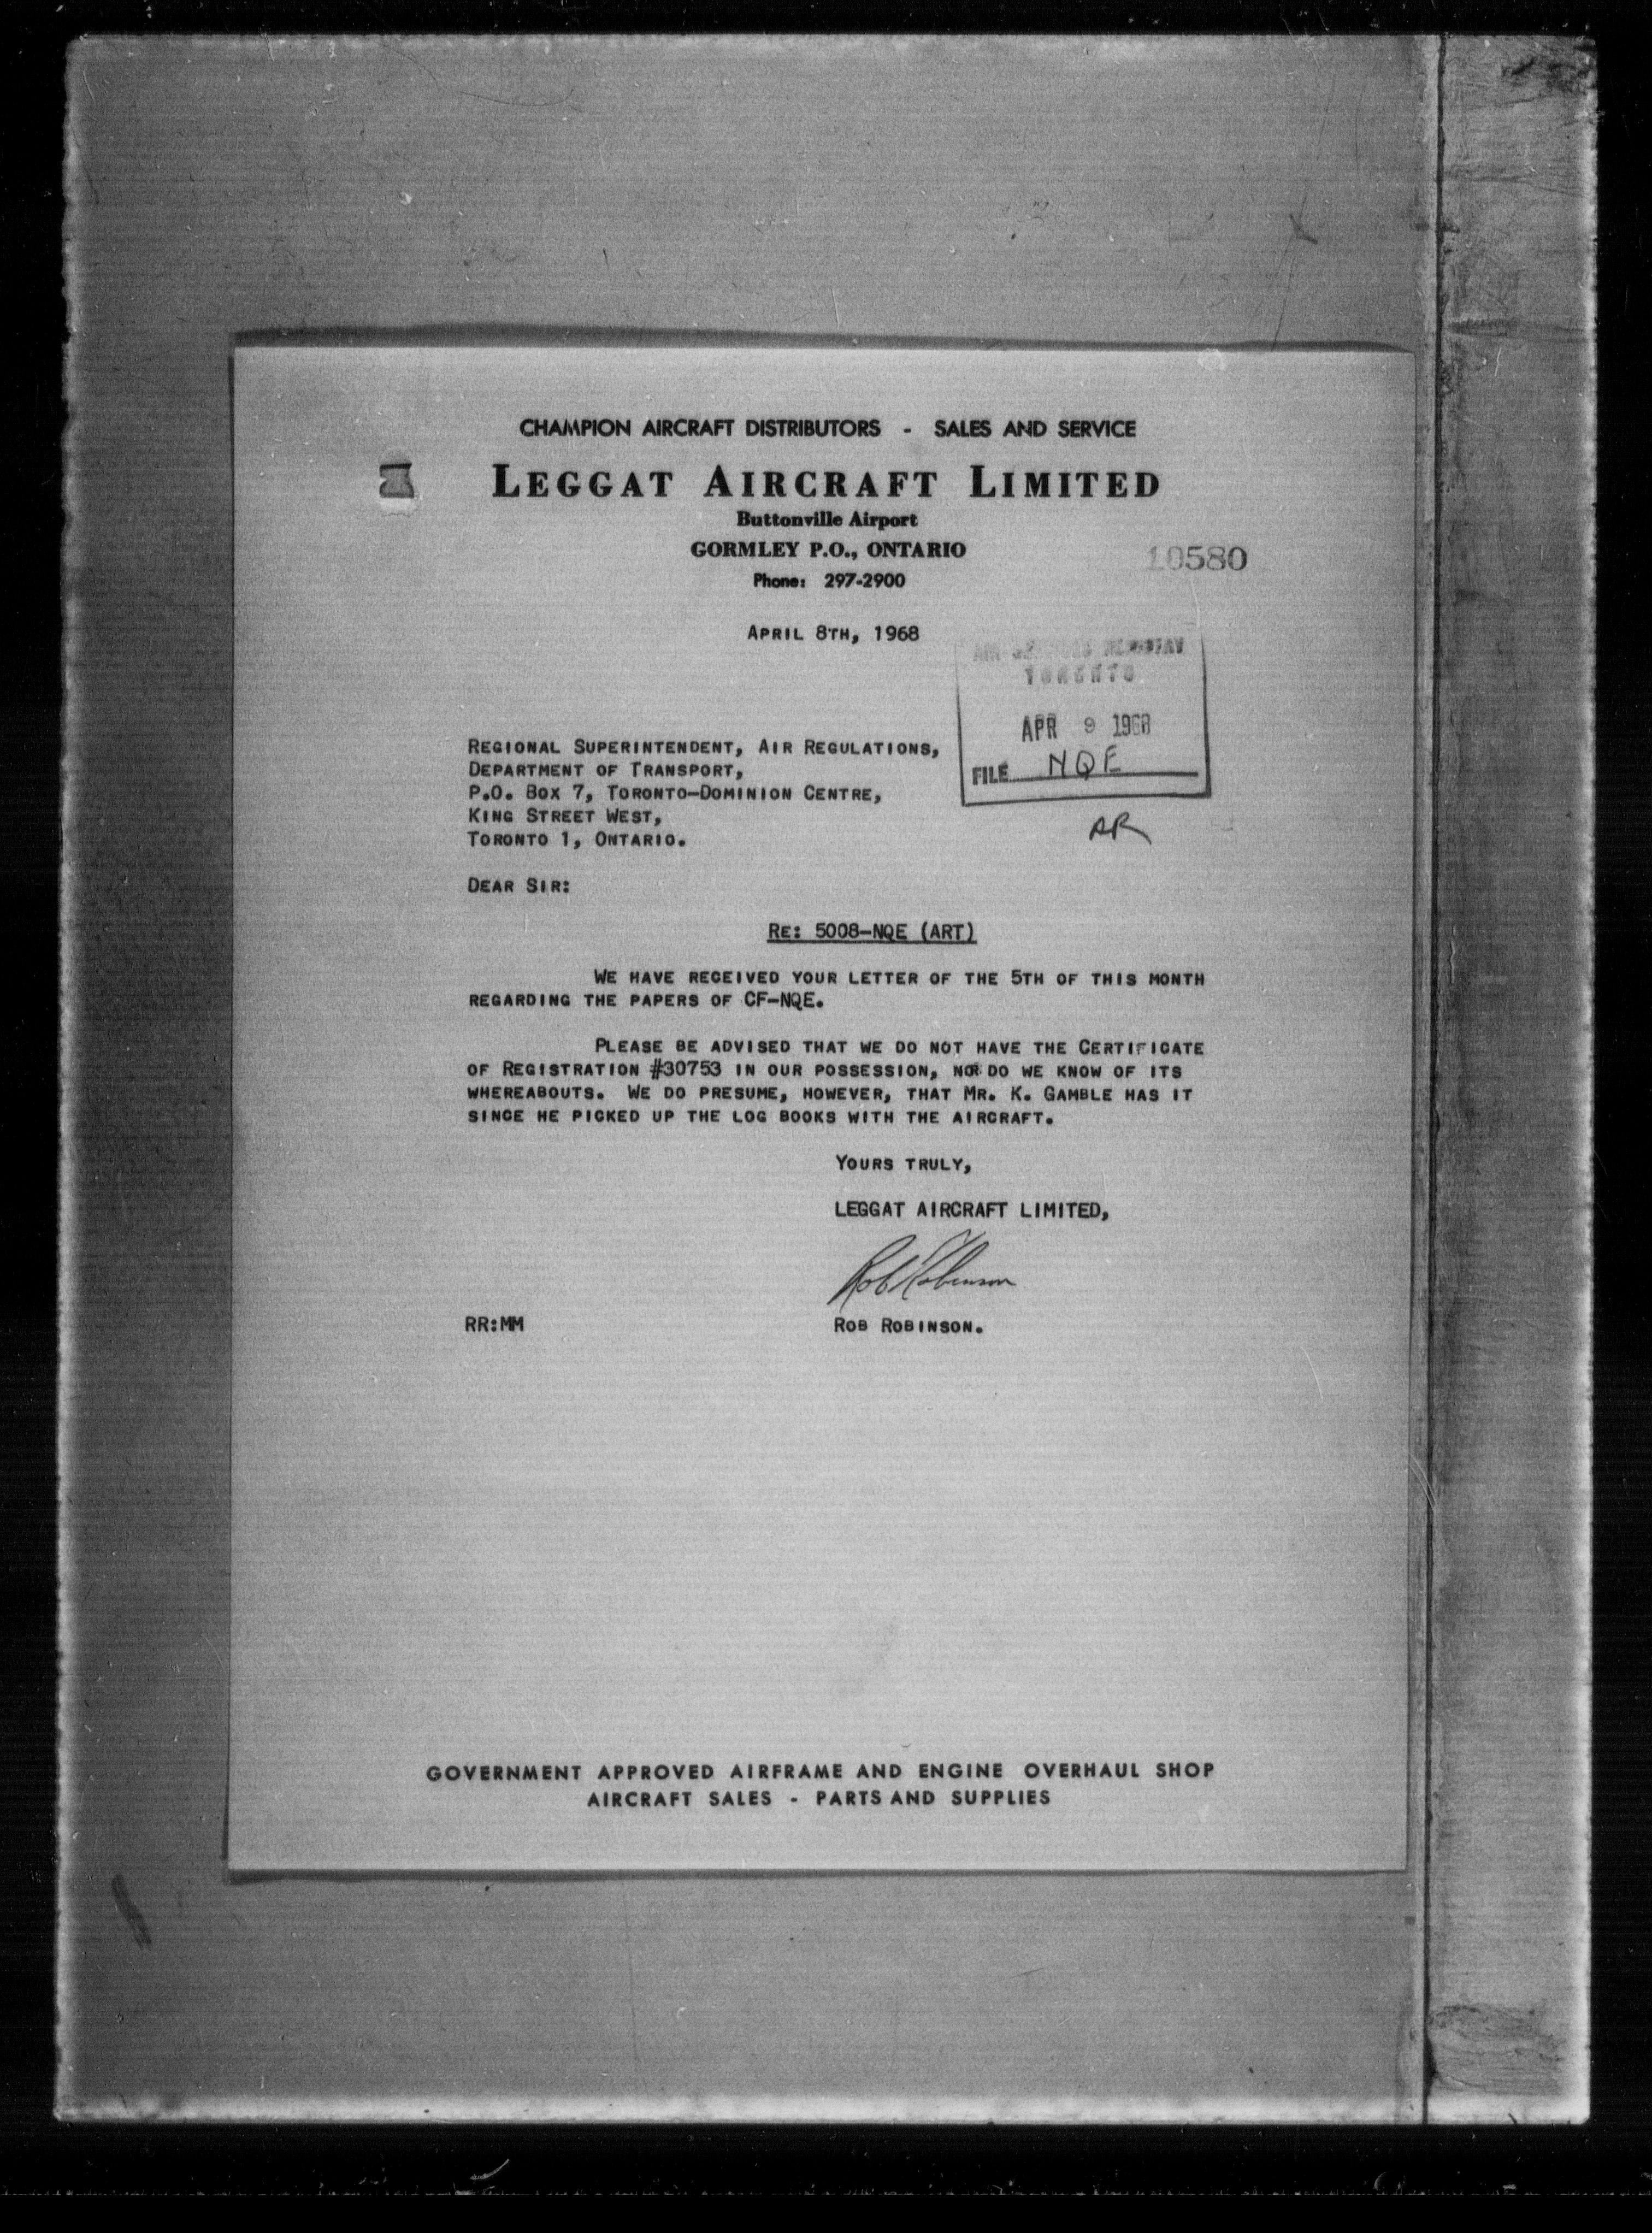 CHAMPION AIRCRAFT DISTRIBUTORS - SALES AND SERVICE
LEGGAT AIRCRAFT LIMITED
Buttonville Airport
GORMLEY P.O., ONTARIO
Phone: 297-2900
10580
APRIL 8TH, 1968
TORONTO
APR 9 1968
FILE NQE
AR
REGIONAL SUPERINTENDENT, AIR REGULATIONS,
DEPARTMENT OF TRANSPORT,
P.O. BOX 7, TORONTO-DOMINION CENTRE,
KING STREET WEST,
TORONTO 1, ONTARIO.
DEAR SIR:
RE: 5008-NQE (ART)
WE HAVE RECEIVED YOUR LETTER OF THE 5TH OF THIS MONTH
REGARDING THE PAPERS OF CF-NQE.
PLEASE BE ADVISED THAT WE DO NOT HAVE THE CERTIFICATE
OF REGISTRATION #30753 IN OUR POSSESSION, NOR DO WE KNOW OF ITS
WHEREABOUTS. WE DO PRESUME, HOWEVER, THAT MR. K. GAMBLE HAS IT
SINCE HE PICKED UP THE LOG BOOKS WITH THE AIRCRAFT.
YOURS TRULY,
LEGGAT AIRCRAFT LIMITED,
Rob Robinson
RR:MM
ROB ROBINSON.
GOVERNMENT APPROVED AIRFRAME AND ENGINE OVERHAUL SHOP
AIRCRAFT SALES - PARTS AND SUPPLIES